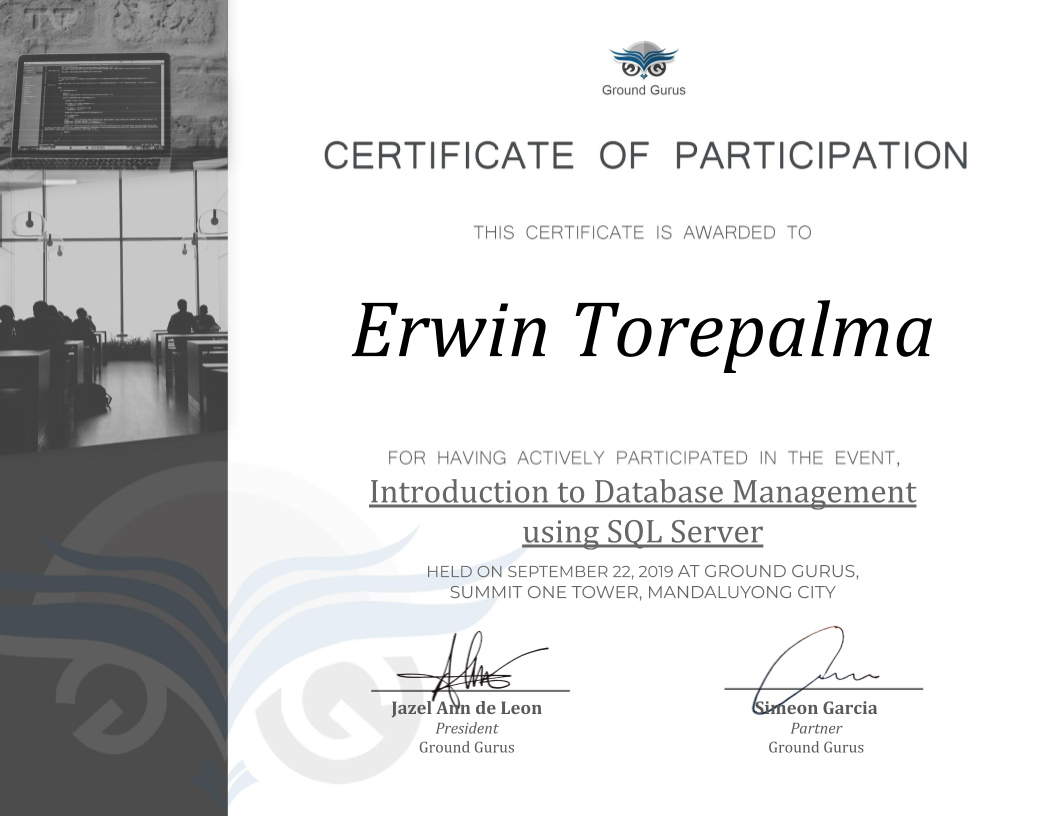 Ground Gurus
CERTIFICATE OF PARTICIPATION
THIS CERTIFICATE IS AWARDED TO
Erwin Torepalma
FOR HAVING ACTIVELY PARTICIPATED IN THE EVENT,
Introduction to Database Management
using SQL Server
HELD ON SEPTEMBER 22, 2019 AT GROUND GURUS,
SUMMIT ONE TOWER, MANDALUYONG CITY
Jazel Ann de Leon
President
Ground Gurus
Simeon Garcia
Partner
Ground Gurus